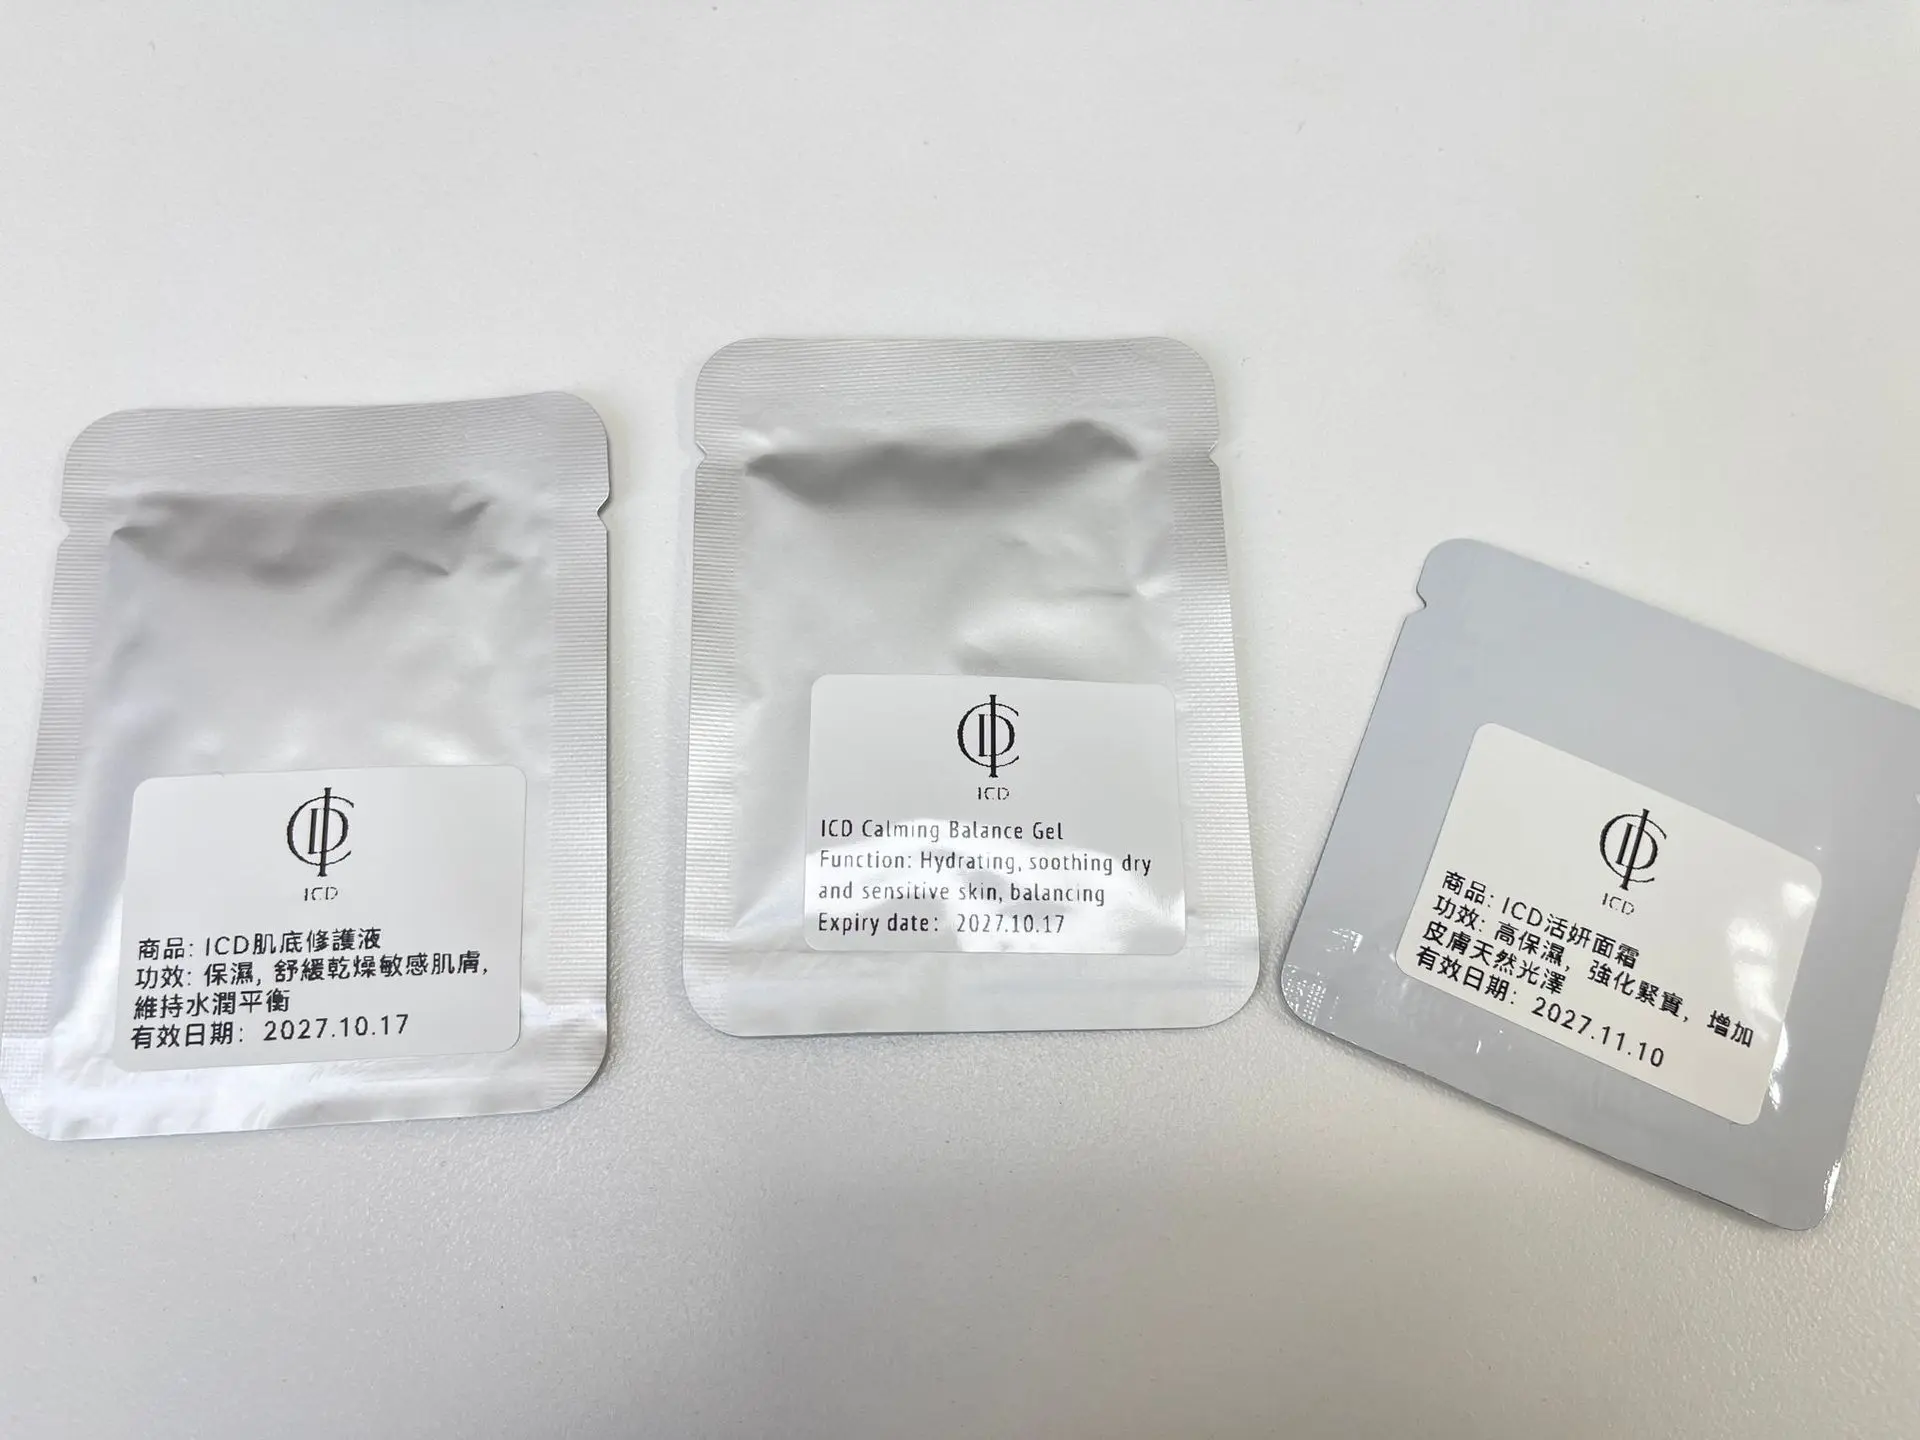 ICD
商品: ICD肌底修護液
功效: 保濕, 舒緩乾燥敏感肌膚,
維持水潤平衡
有效日期: 2027.10.17
ICD
ICD Calming Balance Gel
Function: Hydrating, soothing dry
and sensitive skin, balancing
Expiry date: 2027.10.17
ICD
商品: ICD活妍面霜
功效: 高保濕, 強化緊實, 增加
皮膚天然光澤
有效日期: 2027.11.10